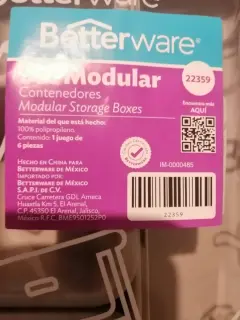 Betterware®
Modular
22359
Contenedores
Modular Storage Boxes
Encuentra más
AQUÍ
Material del que está hecho:
100% polipropileno
Contenido: 1 juego de
6 piezas
HECHO EN CHINA PARA
BETTERWARE DE MÉXICO
IMPORTADO POR:
BETTERWARE DE MÉXICO
S.A.P.I. DE C.V.
Cruce Carretera GDL Ameca
Huaxtla Km 5, El Arenal,
C.P. 45350 El Arenal, Jalisco,
México R.F.C. BME9501252P0
IM-0000485
22359